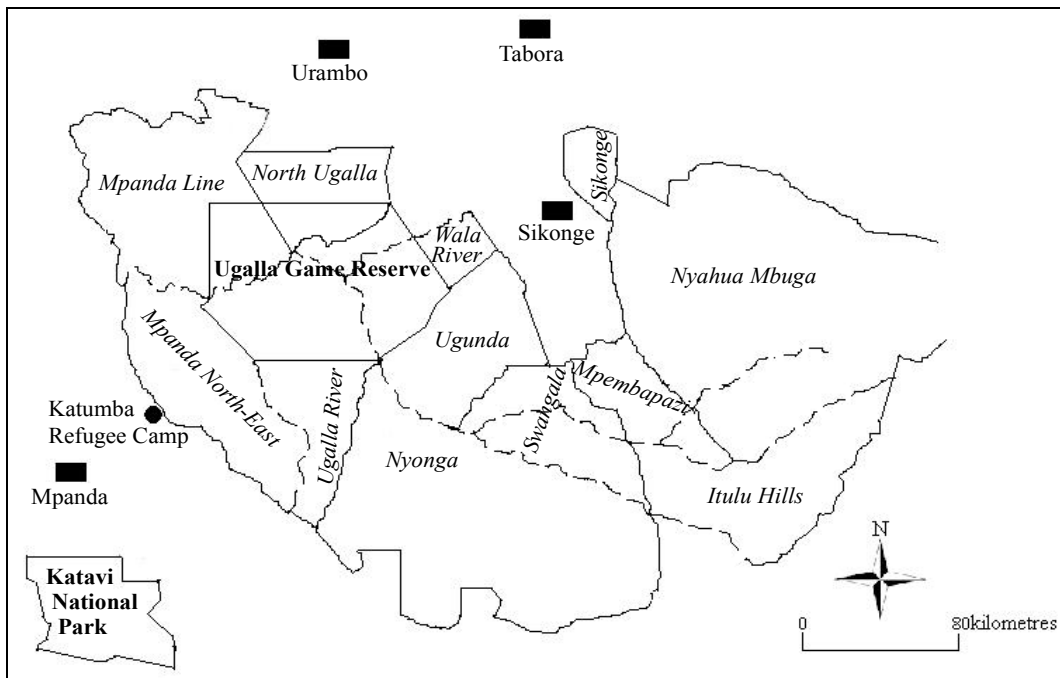 Tabora
Urambo
Sikonge
Mpanda Line
North Ugalla
Sikonge
Wala
River
Ugalla Game Reserve
Nyahua Mbuga
Ugunda
Mpanda North-East
Ugalla River
Swangala
Mpembapazi
Katumba
Refugee Camp
Nyonga
Mpanda
Itulu Hills
N
Katavi
National
Park
0
80kilometres